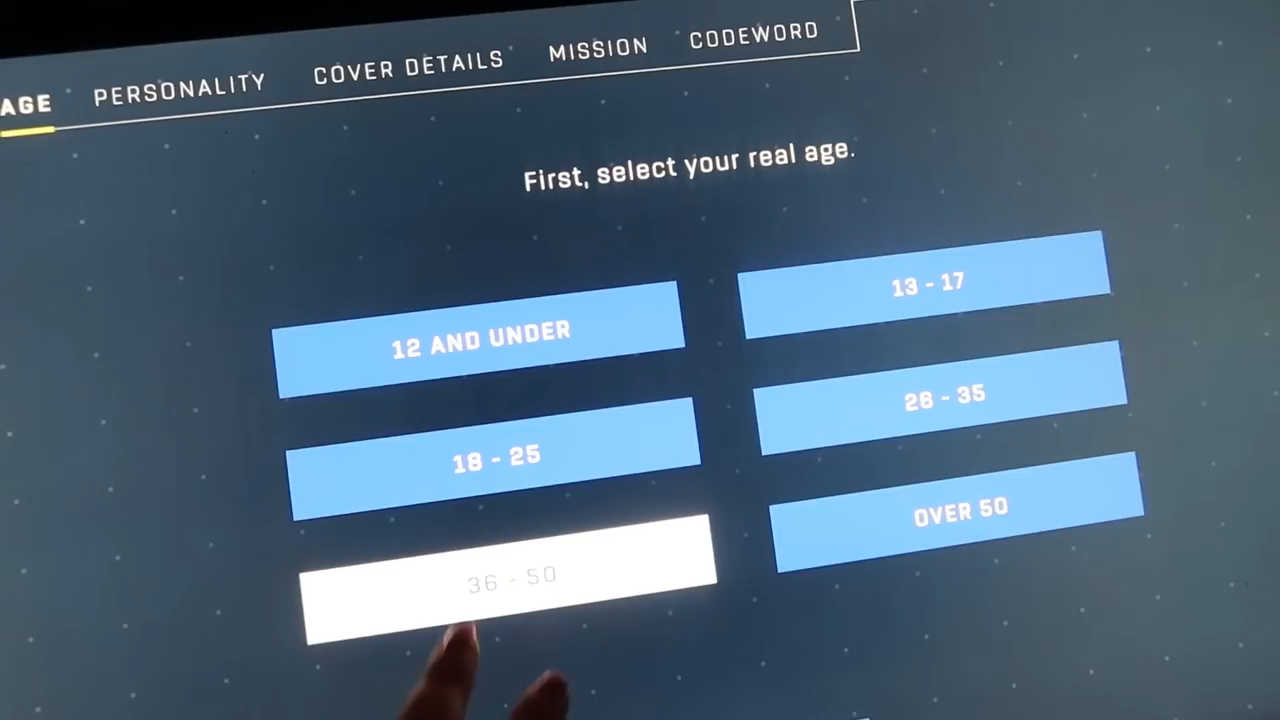 AGE PERSONALITY COVER DETAILS MISSION CODEWORD
First, select your real age.
12 AND UNDER 13 - 17
18 - 25 26 - 35
36 - 50 OVER 50